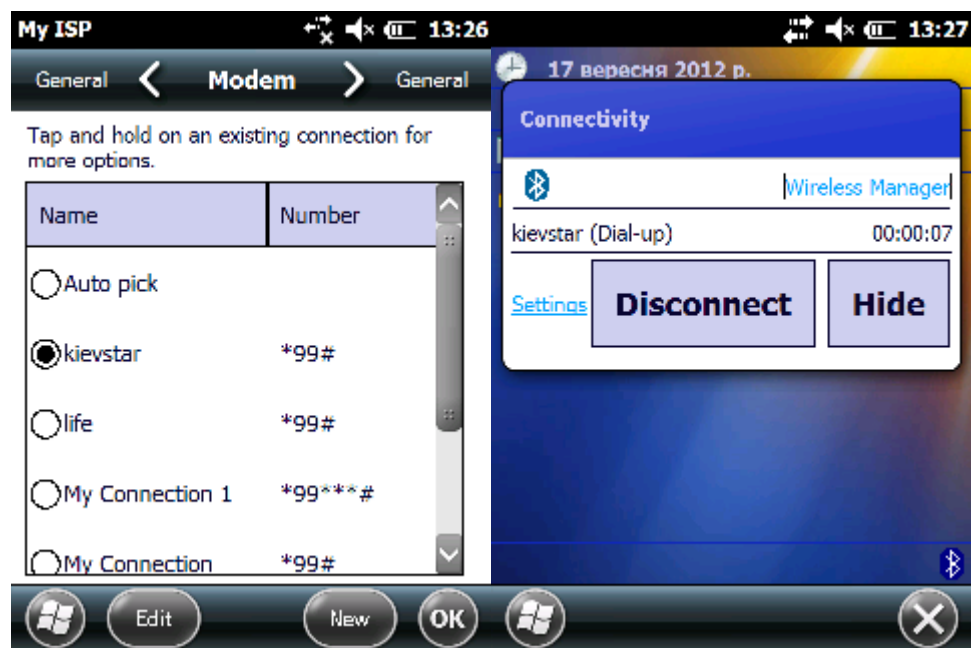 My ISP 13:26
General Modem General
Tap and hold on an existing connection for
more options.
Name Number
Auto pick
kievstar *99#
life *99#
My Connection 1 *99***#
My Connection *99#
Edit New OK
13:27
17 вересня 2012 р.
Connectivity
Wireless Manager
kievstar (Dial-up) 00:00:07
Settings Disconnect Hide